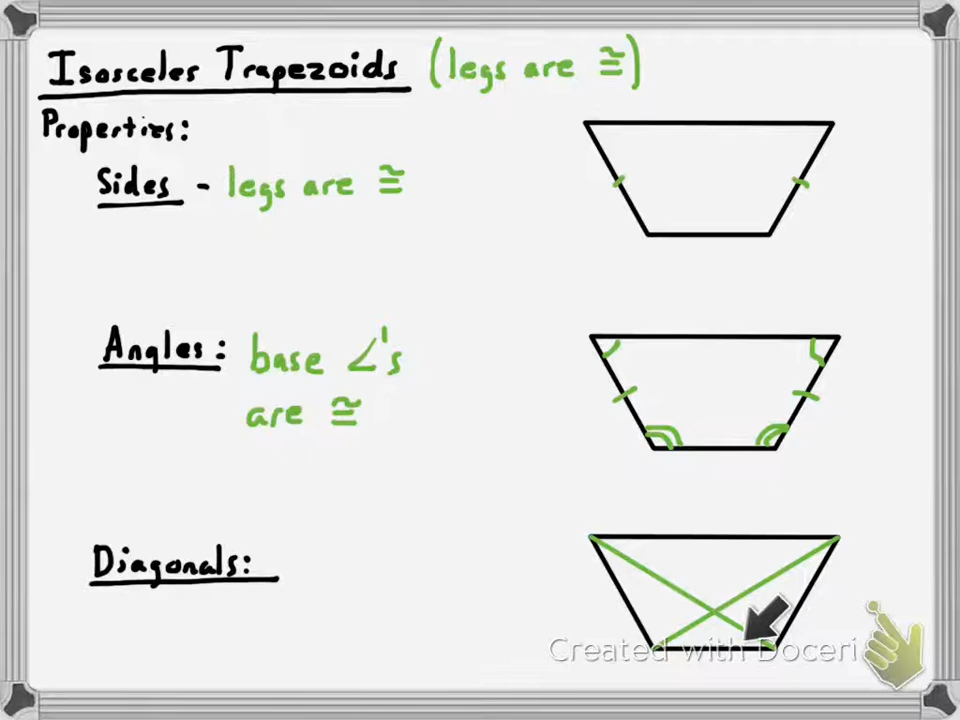 Isosceles Trapezoids (legs are ≅)
Properties:
Sides - legs are ≅
Angles: base ∠'s
are ≅
Diagonals:
Created with Doceri